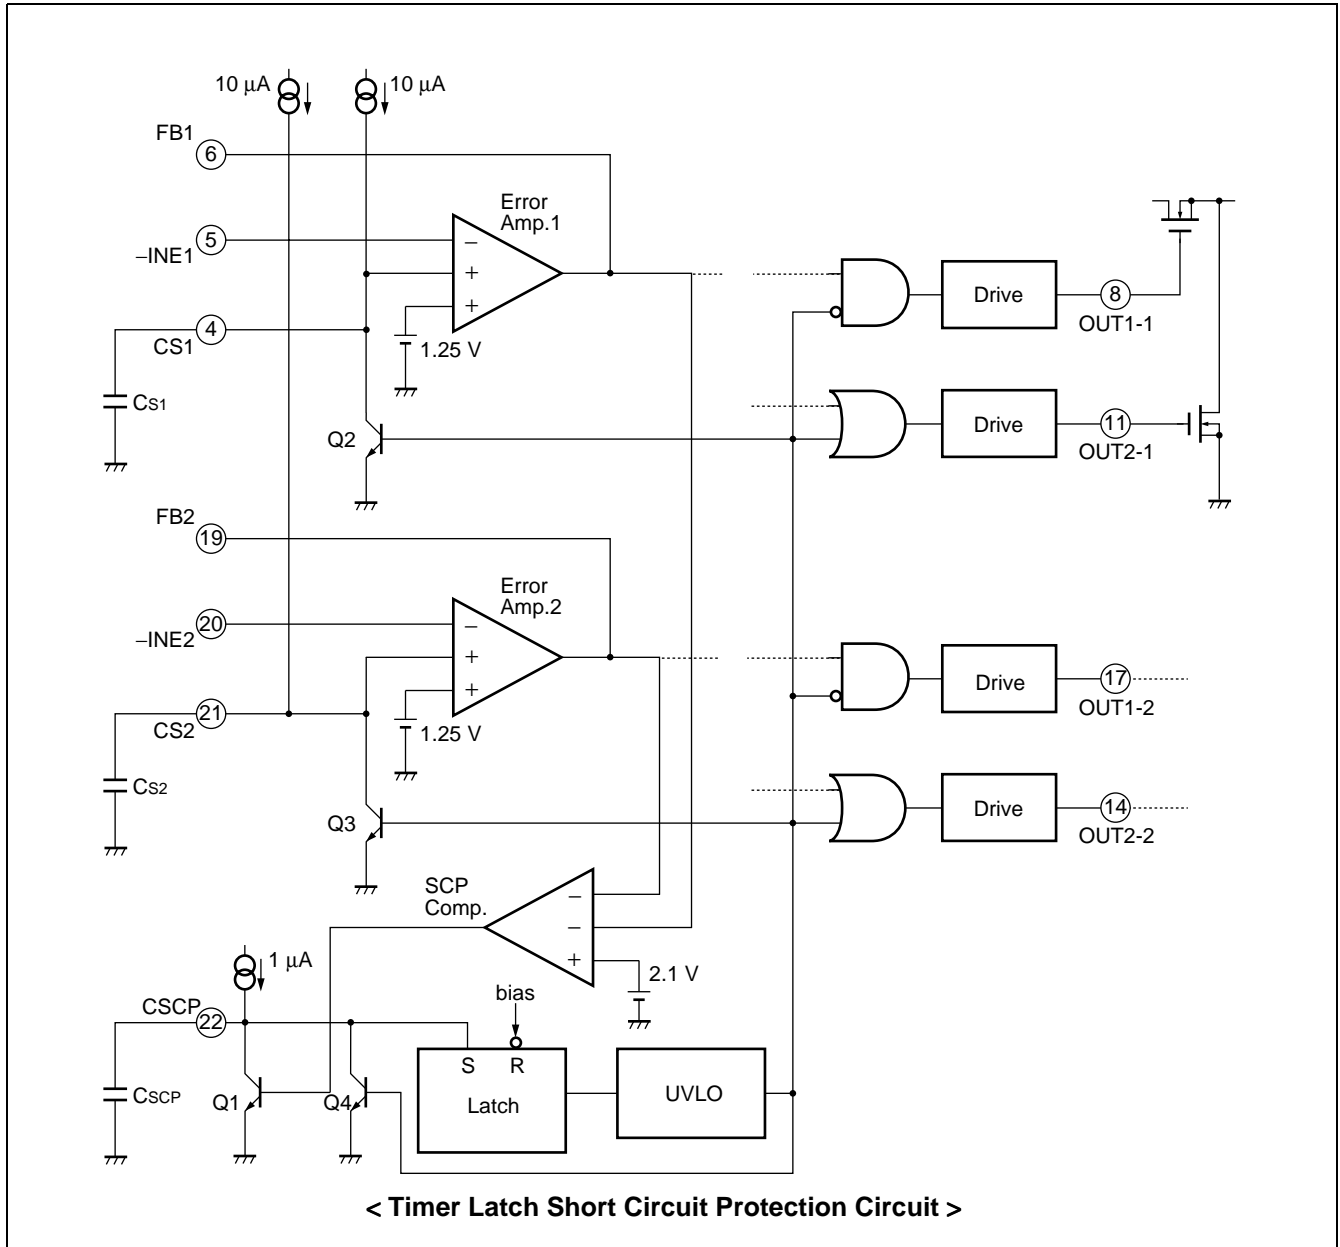 10 μA
10 μA
FB1
6
Error
Amp.1
5
–INE1
−
+
+
4
CS1
1.25 V
CS1
8
Drive
OUT1-1
Q2
11
Drive
OUT2-1
FB2
19
Error
Amp.2
20
–INE2
−
+
+
21
CS2
1.25 V
CS2
17
Drive
OUT1-2
Q3
14
Drive
OUT2-2
SCP
Comp.
−
−
+
2.1 V
1 μA
bias
CSCP
22
S R
Latch
UVLO
CSCP
Q1
Q4
< Timer Latch Short Circuit Protection Circuit >